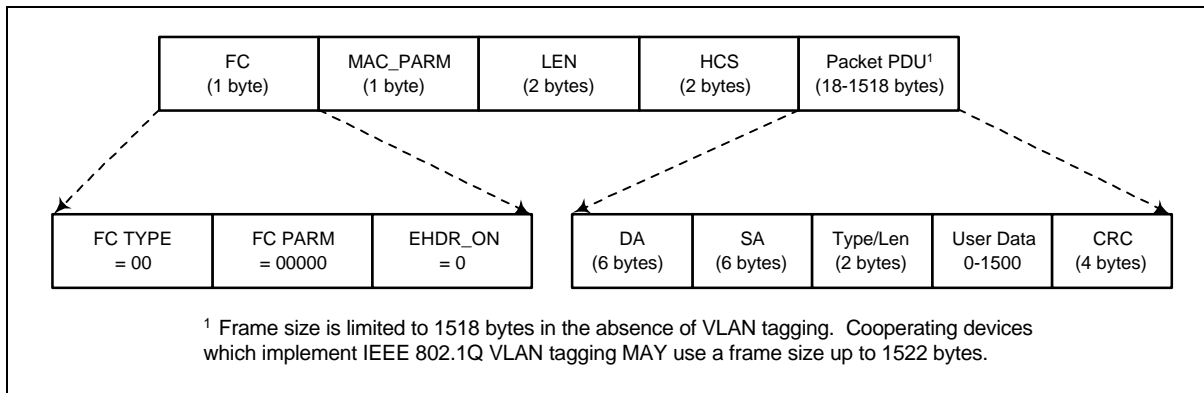 FC
(1 byte)
MAC_PARM
(1 byte)
LEN
(2 bytes)
HCS
(2 bytes)
Packet PDU¹
(18-1518 bytes)
FC TYPE
= 00
FC PARM
= 00000
EHDR_ON
= 0
DA
(6 bytes)
SA
(6 bytes)
Type/Len
(2 bytes)
User Data
0-1500
CRC
(4 bytes)
¹ Frame size is limited to 1518 bytes in the absence of VLAN tagging. Cooperating devices
which implement IEEE 802.1Q VLAN tagging MAY use a frame size up to 1522 bytes.